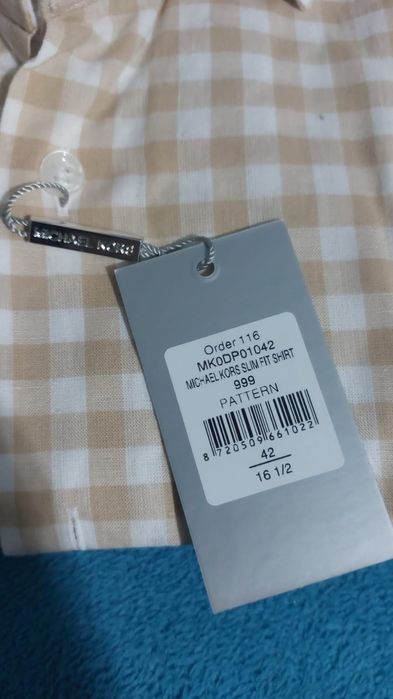 MICHAEL KORS
Order 116
MK0DP01042
MICHAEL KORS SLIM FIT SHIRT
999
PATTERN
8 720509 661022
42
16 1/2